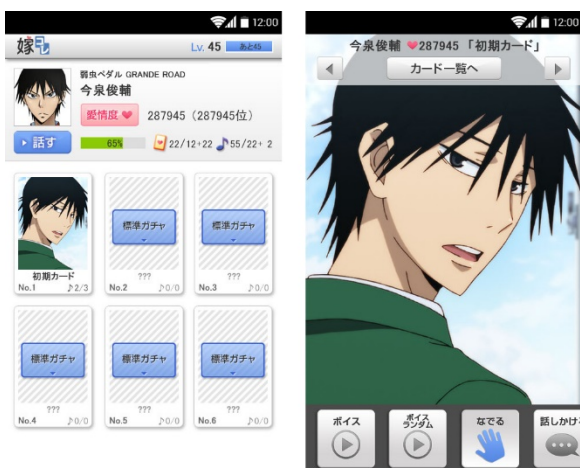 12:00
嫁コレ
Lv. 45 あと45
弱虫ペダル GRANDE ROAD
今泉俊輔
愛情度 287945（287945位）
話す 65% 22/12+22 55/22+ 2
標準ガチャ 標準ガチャ
初期カード ??? ???
No.1 2/3 No.2 0/0 No.3 0/0
標準ガチャ 標準ガチャ 標準ガチャ
??? ??? ???
No.4 0/0 No.5 0/0 No.6 0/0
12:00
今泉俊輔 287945 「初期カード」
カード一覧へ
ボイス ボイスランダム なでる 話しかける